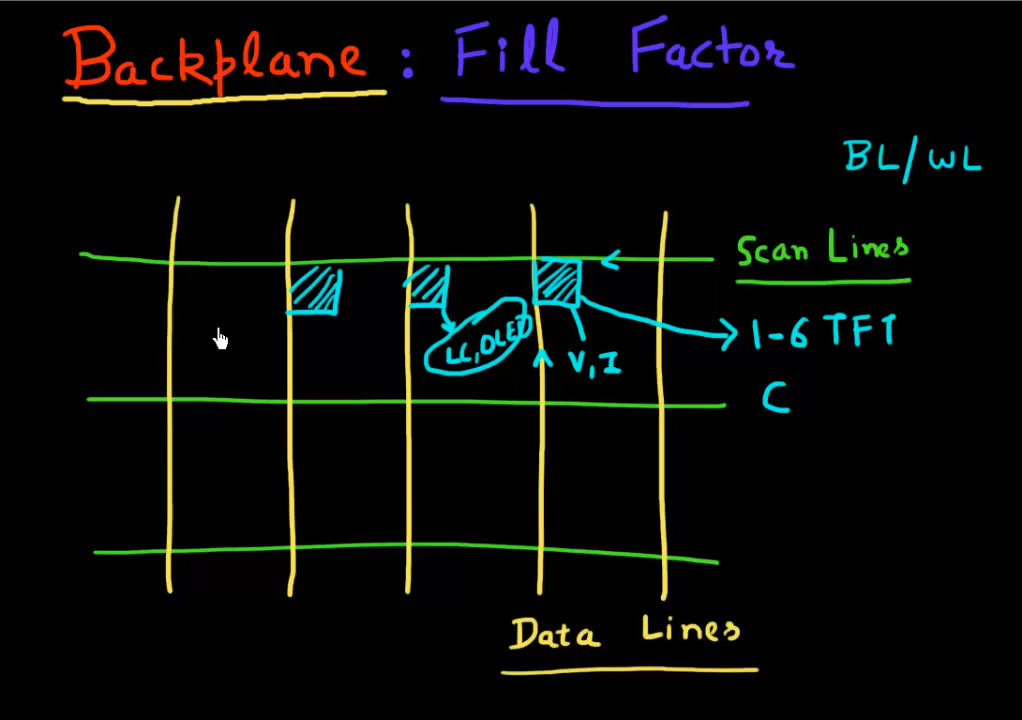 Backplane : Fill Factor
BL/WL
Scan Lines
LC, OLED
V, I
1-6 TFT
C
Data Lines